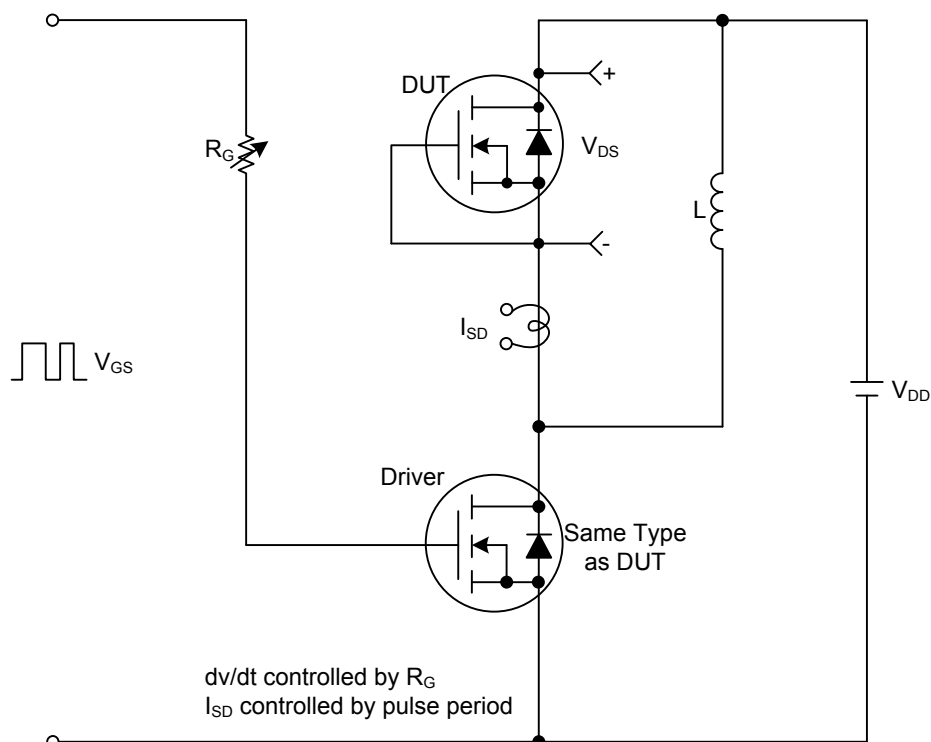 DUT
+
R_G
V_DS
-
L
I_SD
V_GS
V_DD
Driver
Same Type
as DUT
dv/dt controlled by R_G
I_SD controlled by pulse period